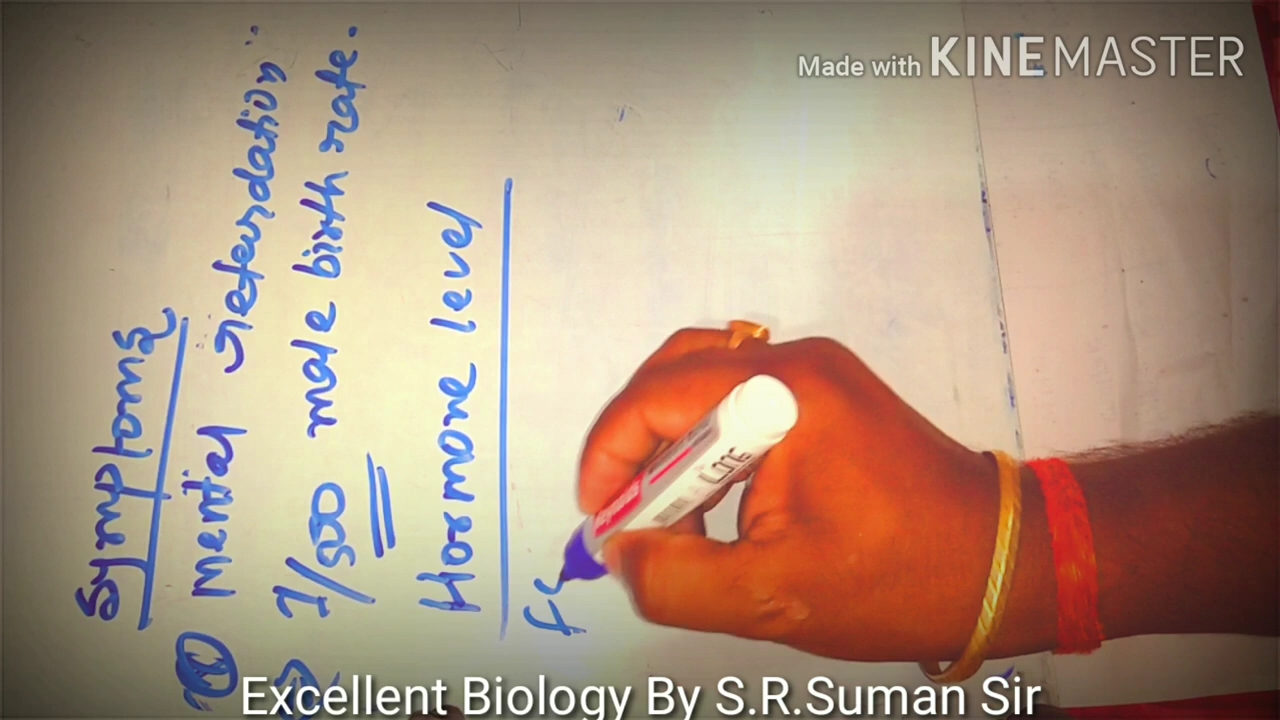 Symptoms
① Mental retardation
② 1/500 male birth rate.
Hormone level
Made with KINEMASTER
Excellent Biology By S.R.Suman Sir